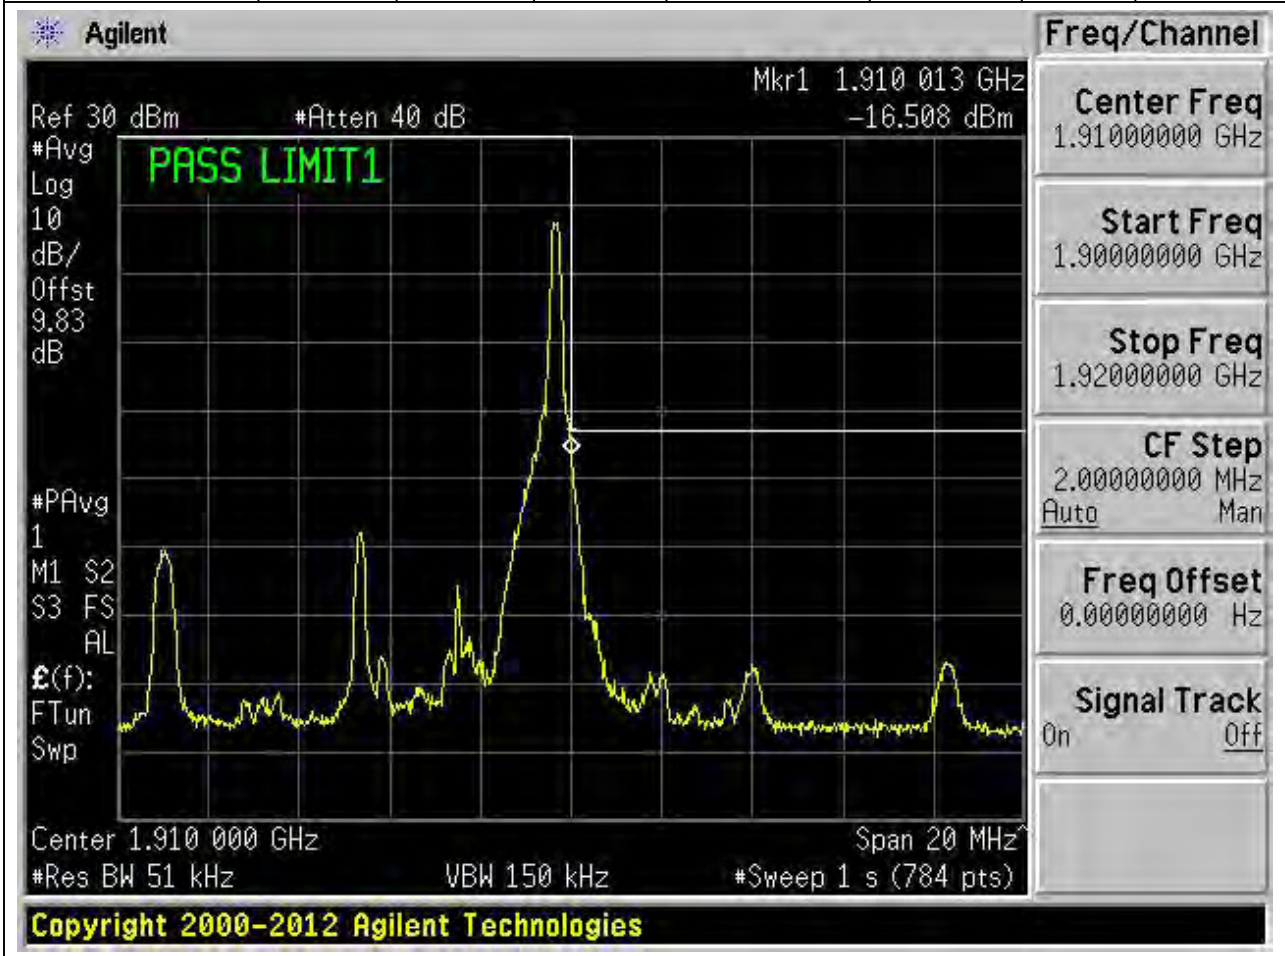 Agilent
Freq/Channel
Mkr1 1.910 013 GHz
Ref 30 dBm #Atten 40 dB -16.508 dBm
#Avg
Log
10
dB/
Offst
9.83
dB
PASS LIMIT1
#PAvg
1
M1 S2
S3 FS
AL
£(f):
FTun
Swp
Center 1.910 000 GHz Span 20 MHz^
#Res BW 51 kHz VBW 150 kHz #Sweep 1 s (784 pts)
Center Freq
1.91000000 GHz
Start Freq
1.90000000 GHz
Stop Freq
1.92000000 GHz
CF Step
2.00000000 MHz
Auto Man
Freq Offset
0.00000000 Hz
Signal Track
On Off
Copyright 2000-2012 Agilent Technologies